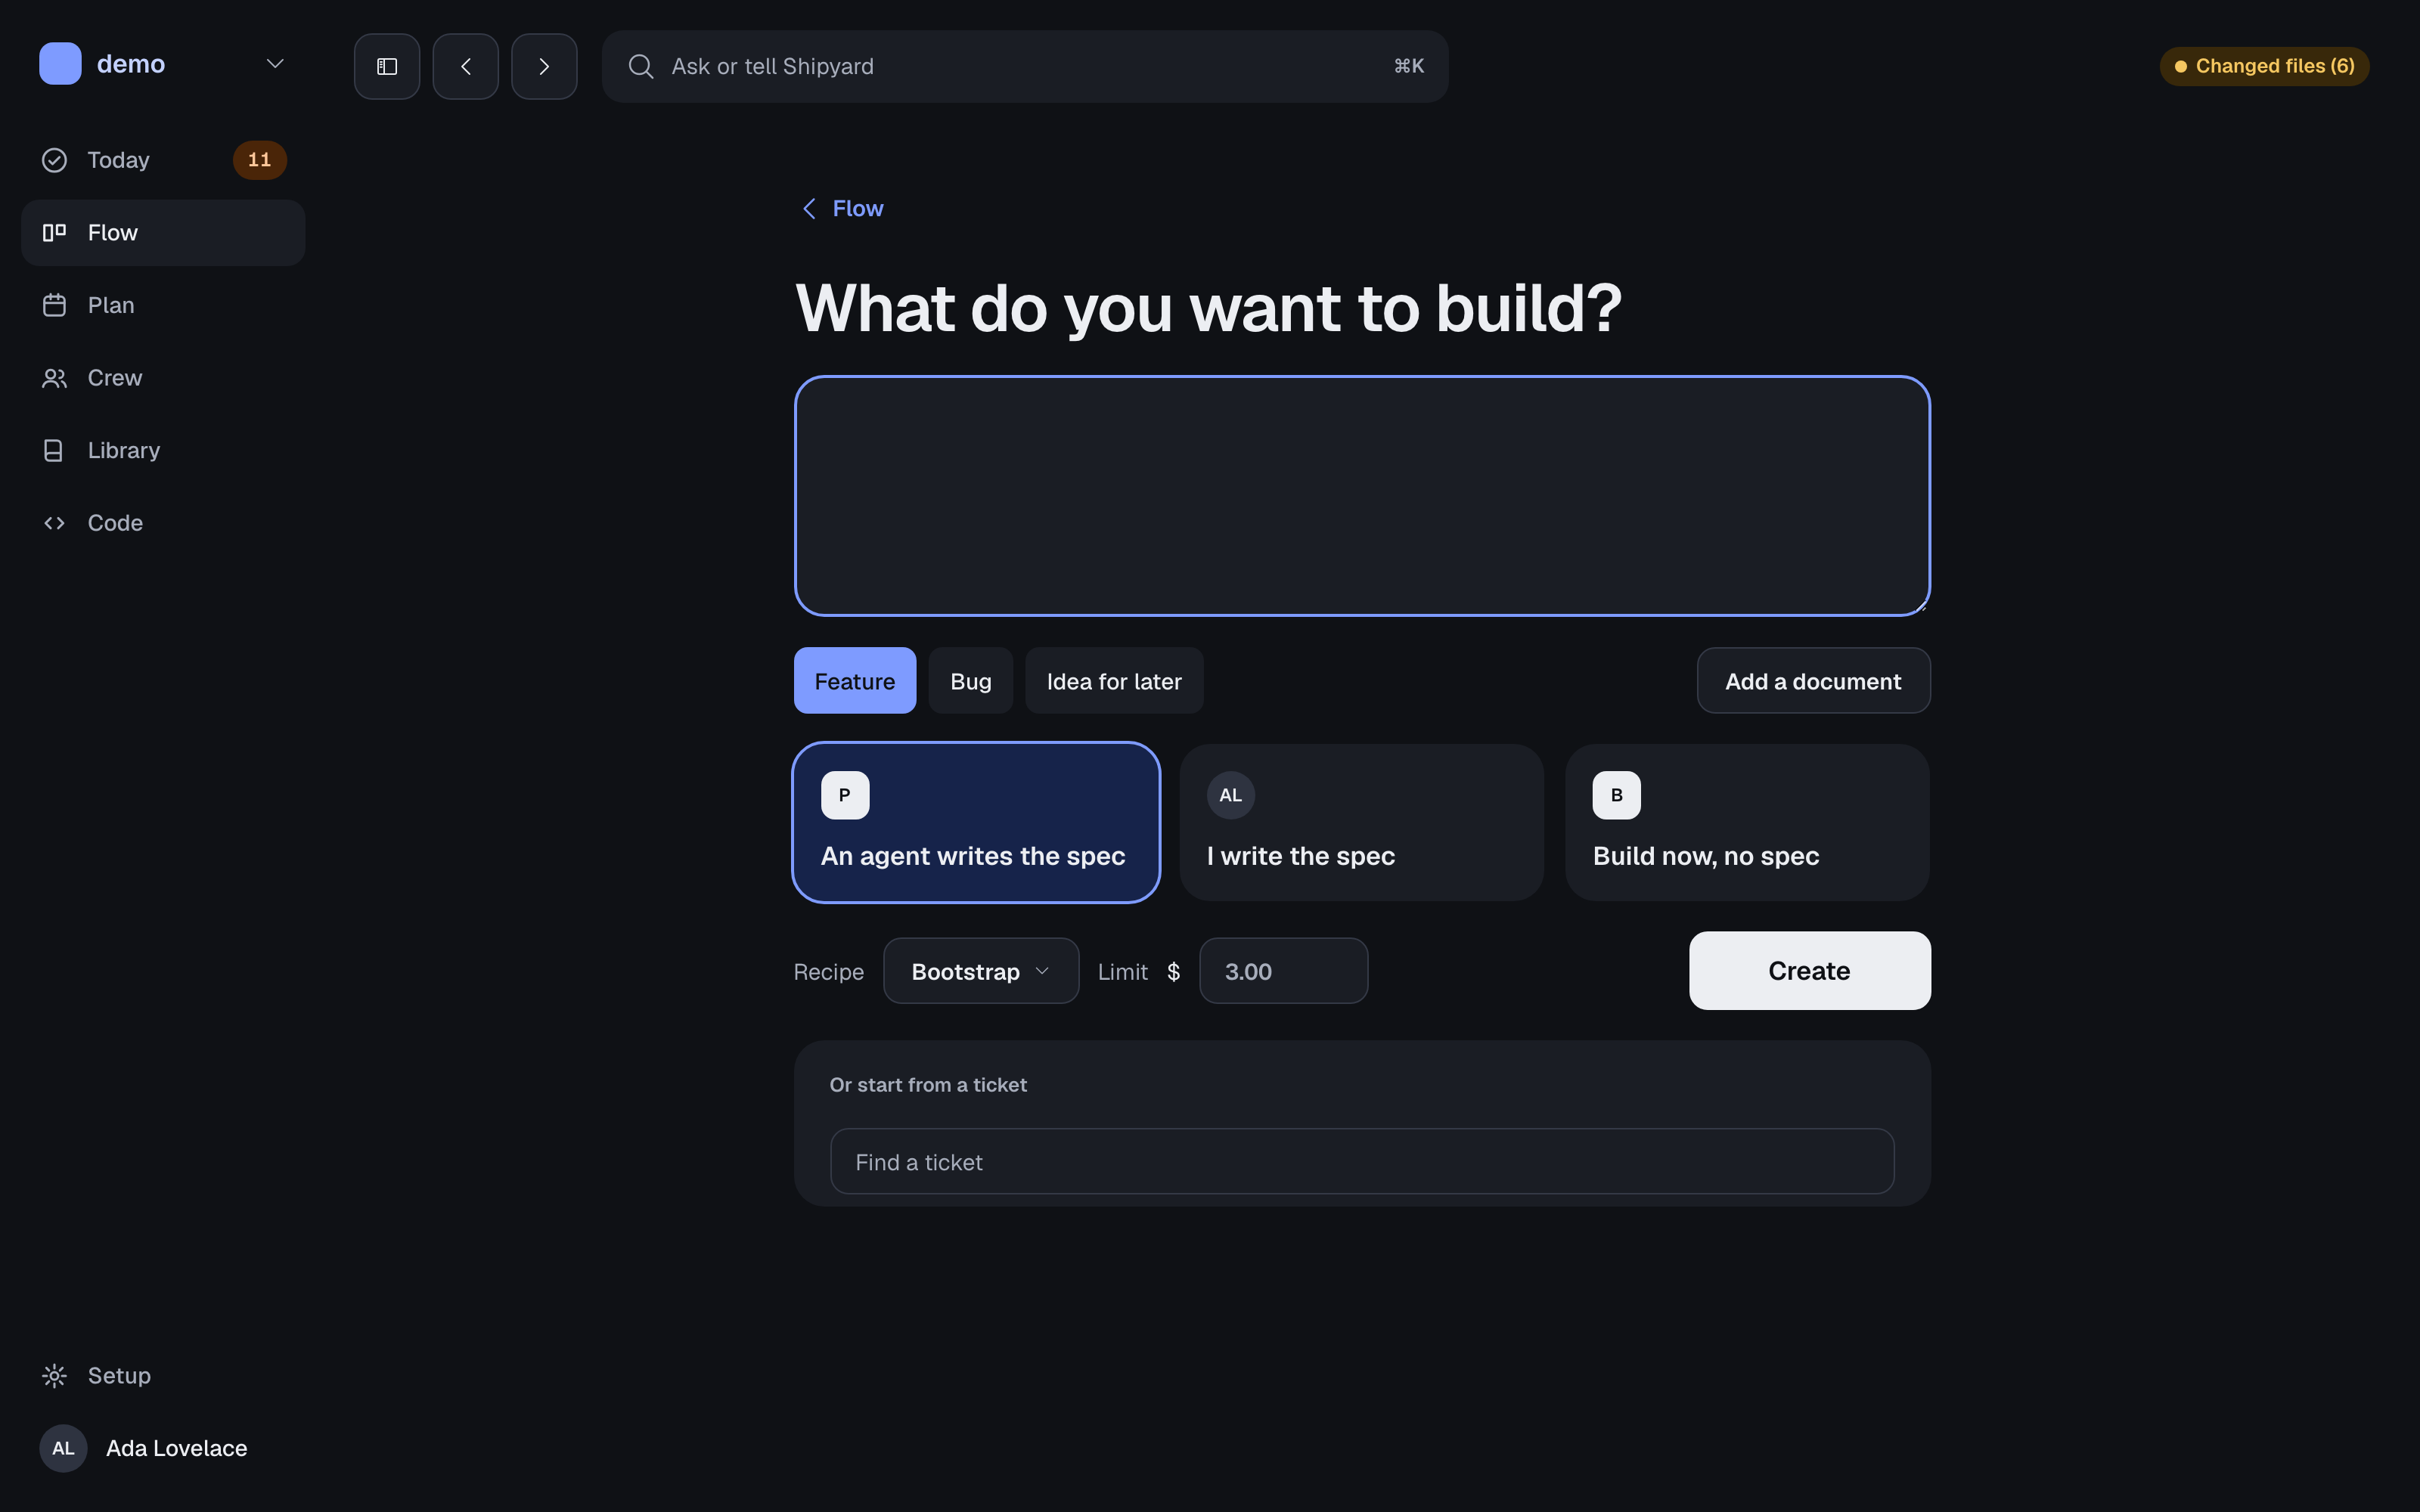 demo
Ask or tell Shipyard
⌘K
Changed files (6)
Today
11
Flow
Plan
Crew
Library
Code
Setup
AL
Ada Lovelace
Flow
What do you want to build?
Feature
Bug
Idea for later
Add a document
P
An agent writes the spec
AL
I write the spec
B
Build now, no spec
Recipe
Bootstrap
Limit
$
3.00
Create
Or start from a ticket
Find a ticket